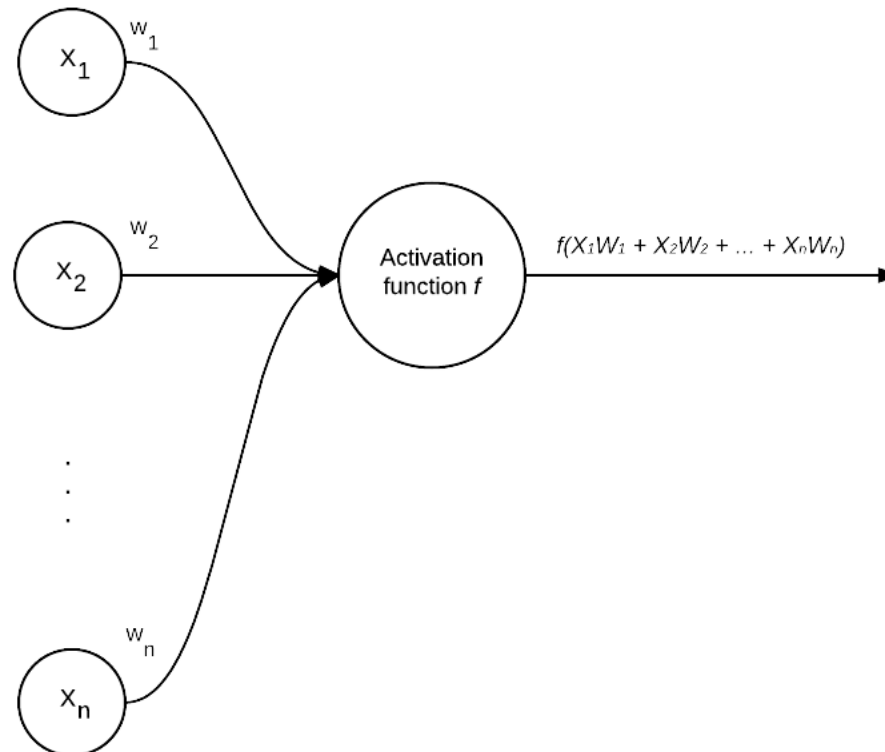 w₁
X₁
w₂
X₂
Activation
function f
f(X₁W₁ + X₂W₂ + ... + XₙWₙ)
.
.
.
wₙ
Xₙ